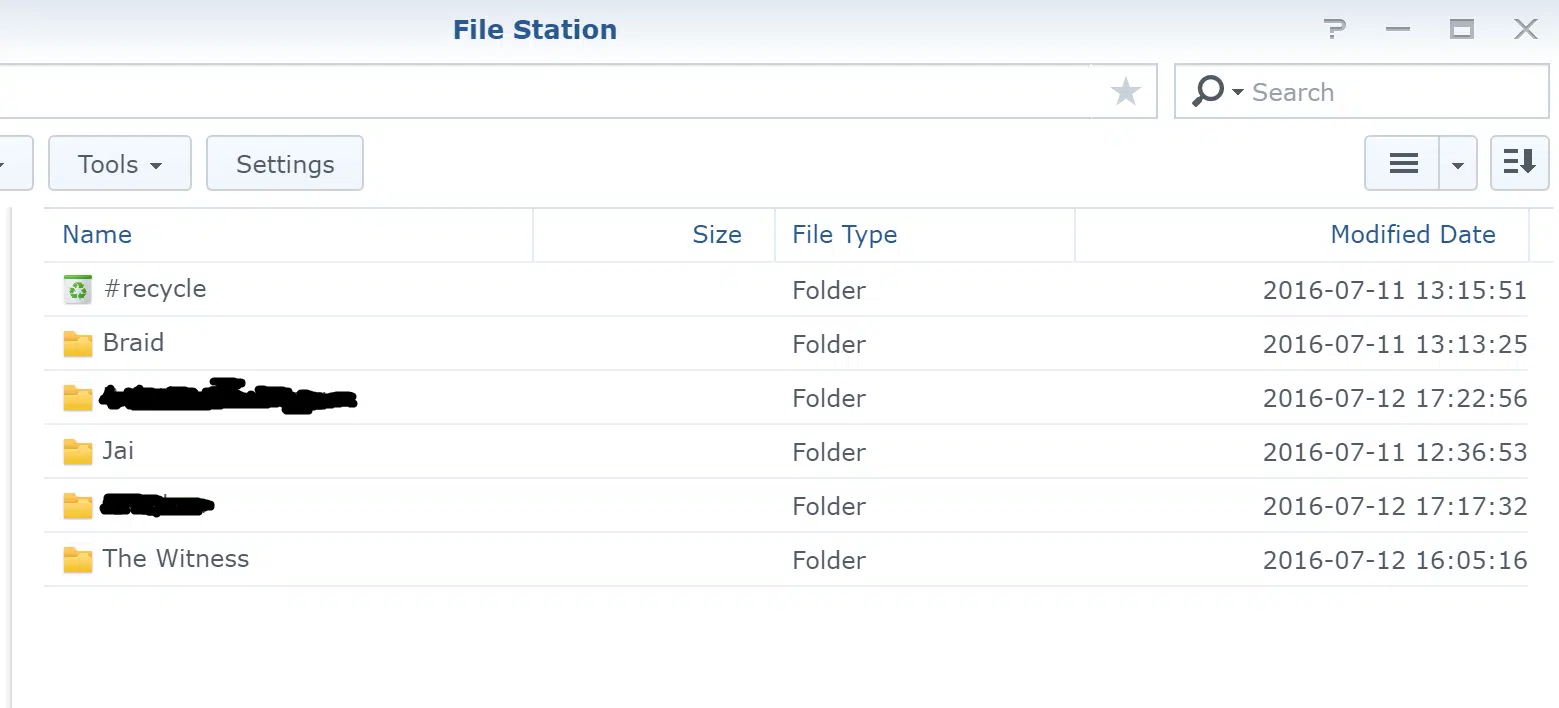 File Station
Search
Tools Settings
Name Size File Type Modified Date
#recycle Folder 2016-07-11 13:15:51
Braid Folder 2016-07-11 13:13:25
Folder 2016-07-12 17:22:56
Jai Folder 2016-07-11 12:36:53
Folder 2016-07-12 17:17:32
The Witness Folder 2016-07-12 16:05:16